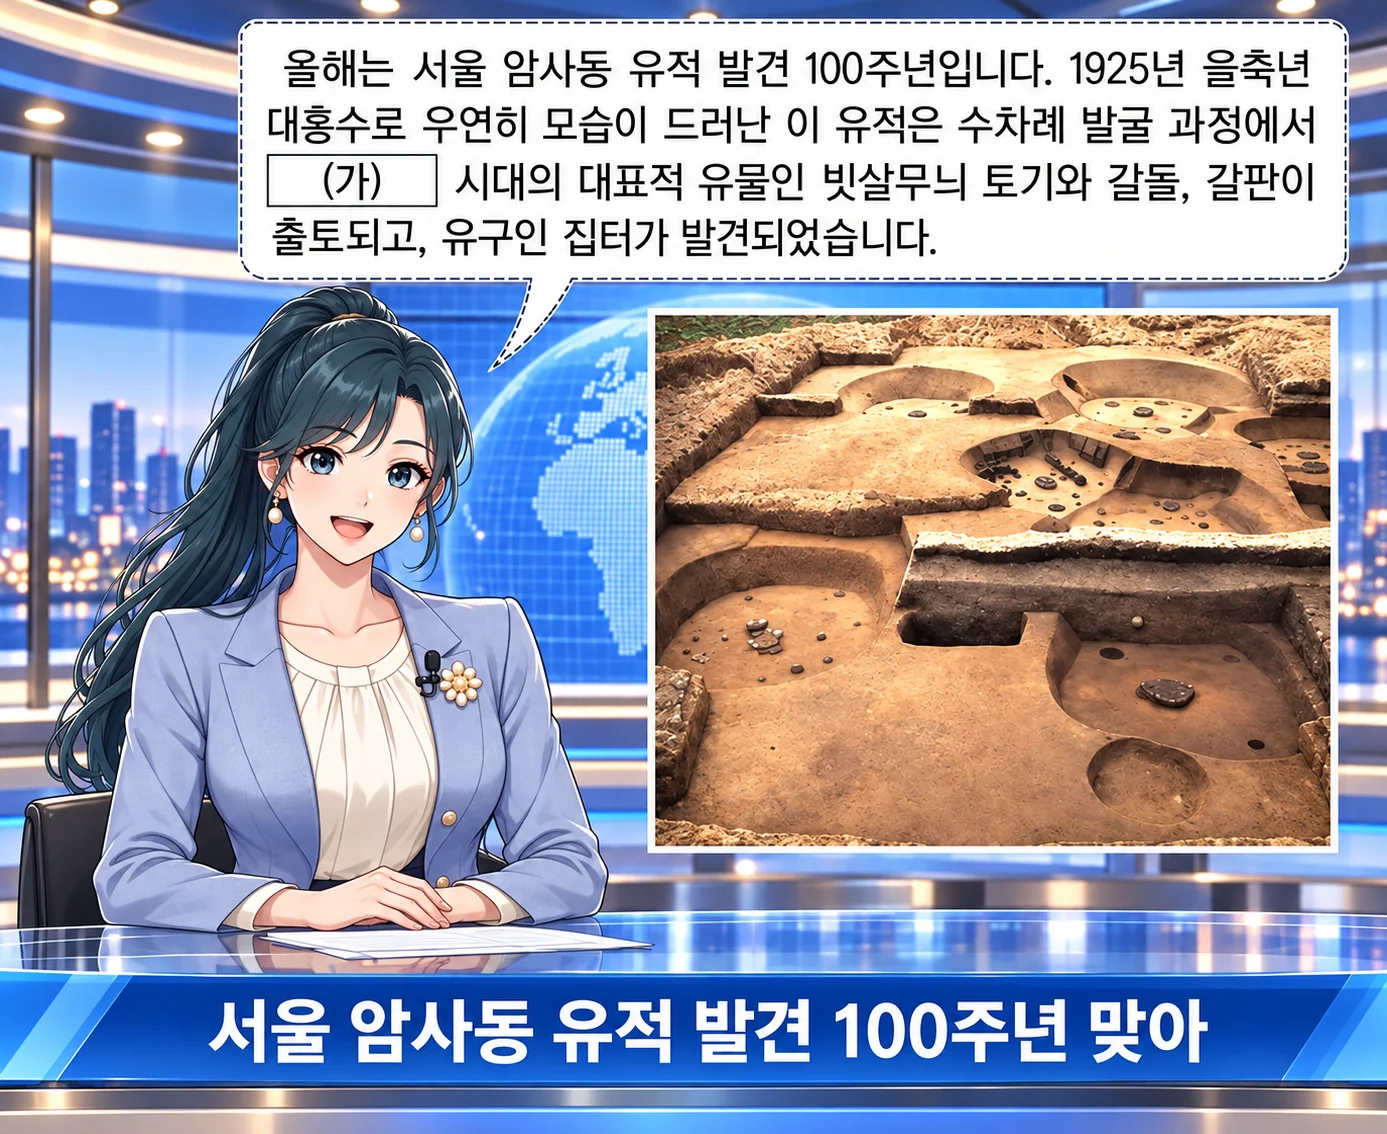 올해는 서울 암사동 유적 발견 100주년입니다. 1925년 을축년
대홍수로 우연히 모습이 드러난 이 유적은 수차례 발굴 과정에서
(가) 시대의 대표적 유물인 빗살무늬 토기와 갈돌, 갈판이
출토되고, 유구인 집터가 발견되었습니다.
서울 암사동 유적 발견 100주년 맞아